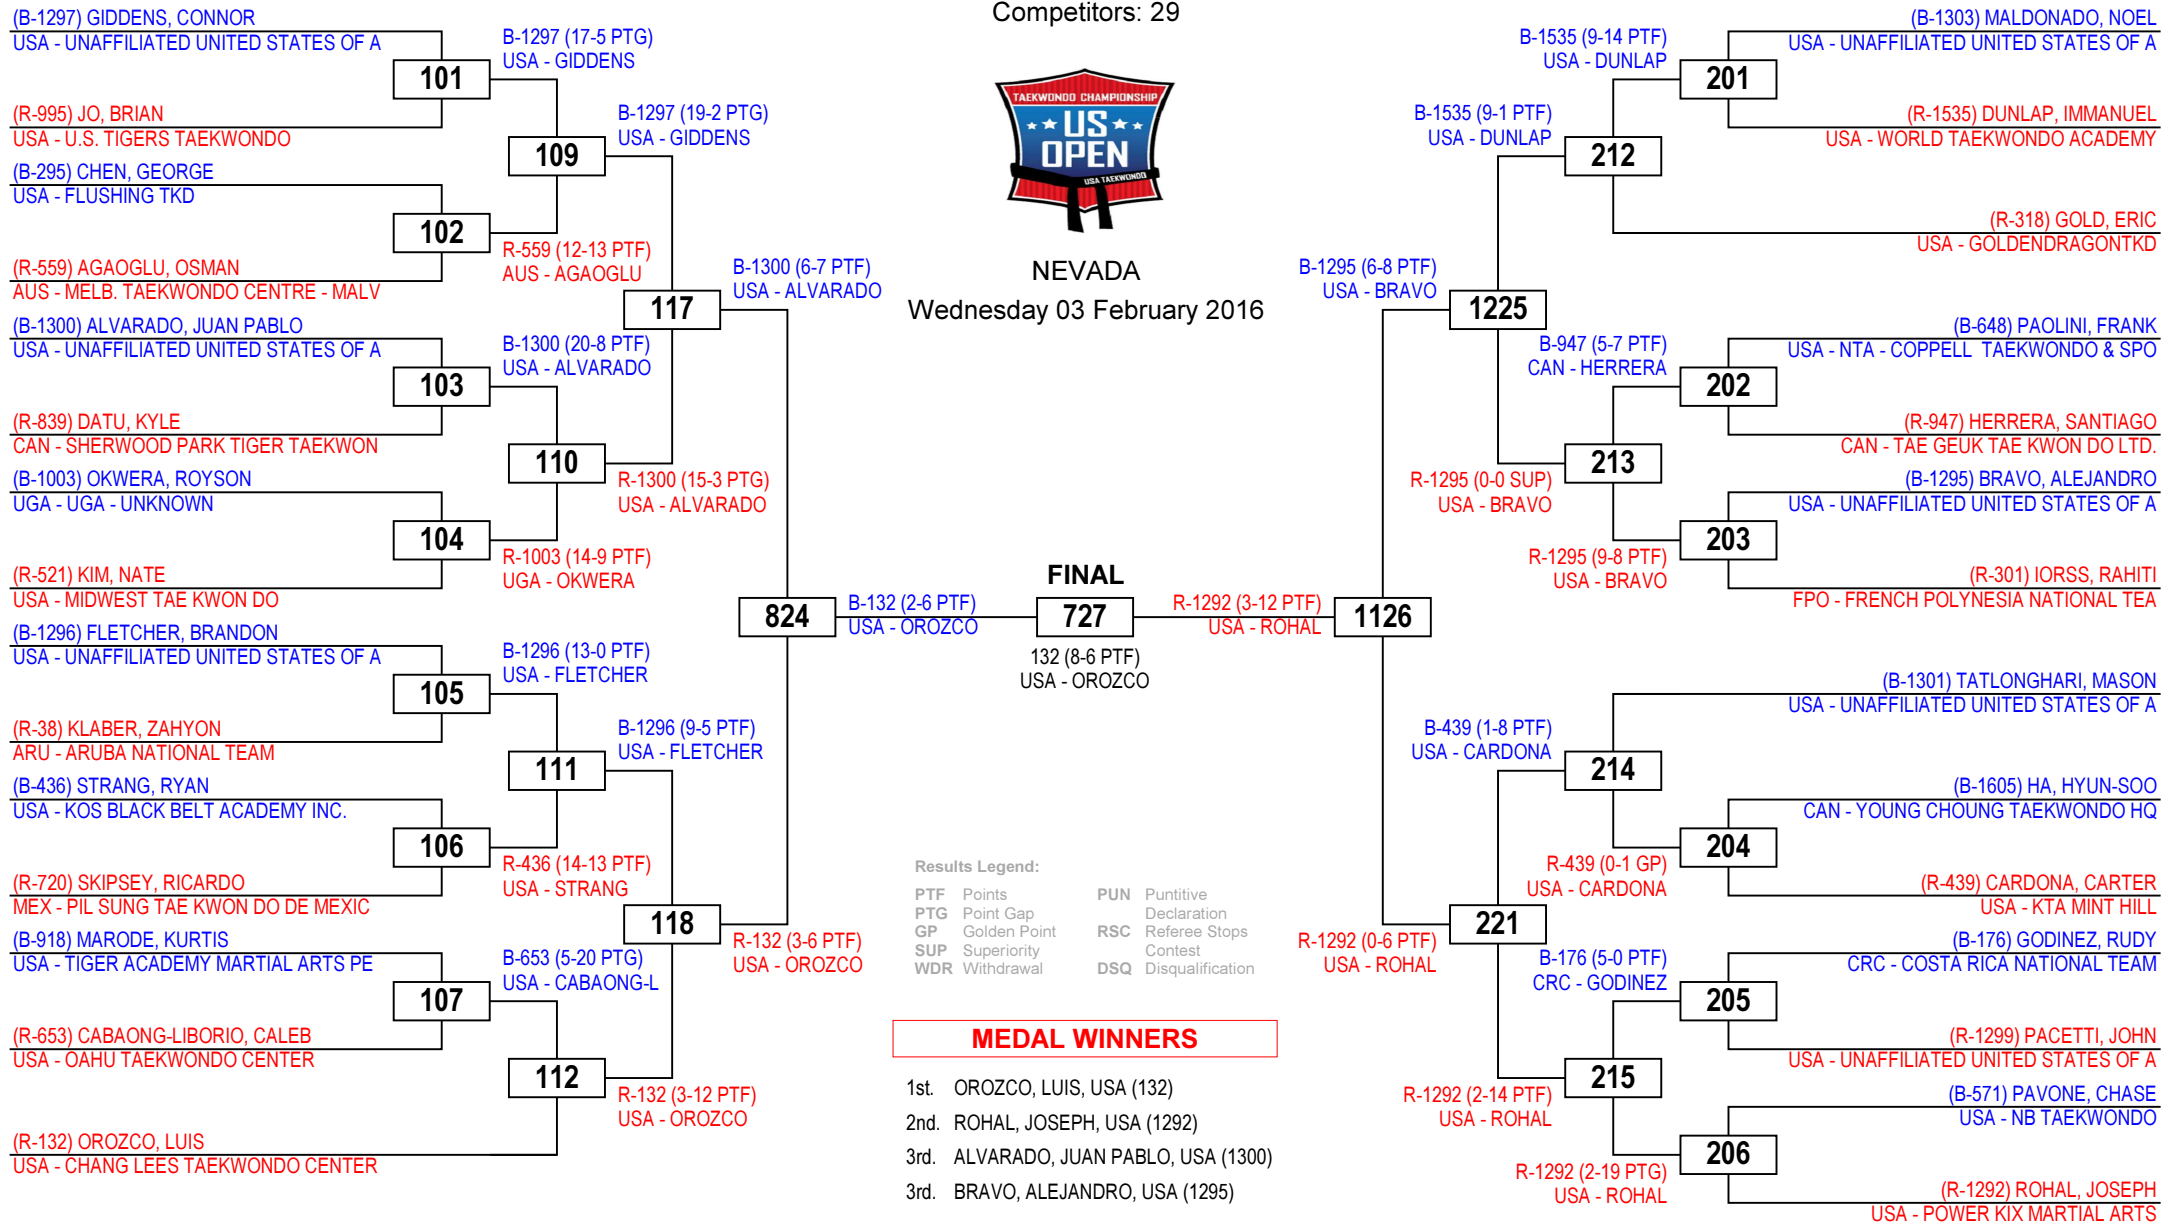 Competitors: 29
TAEKWONDO CHAMPIONSHIP
US
OPEN
USA TAEKWONDO
NEVADA
Wednesday 03 February 2016
(B-1297) GIDDENS, CONNOR
USA - UNAFFILIATED UNITED STATES OF A
101
(R-995) JO, BRIAN
USA - U.S. TIGERS TAEKWONDO
(B-295) CHEN, GEORGE
USA - FLUSHING TKD
102
(R-559) AGAOGLU, OSMAN
AUS - MELB. TAEKWONDO CENTRE - MALV
(B-1300) ALVARADO, JUAN PABLO
USA - UNAFFILIATED UNITED STATES OF A
103
(R-839) DATU, KYLE
CAN - SHERWOOD PARK TIGER TAEKWON
(B-1003) OKWERA, ROYSON
UGA - UGA - UNKNOWN
104
(R-521) KIM, NATE
USA - MIDWEST TAE KWON DO
(B-1296) FLETCHER, BRANDON
USA - UNAFFILIATED UNITED STATES OF A
105
(R-38) KLABER, ZAHYON
ARU - ARUBA NATIONAL TEAM
(B-436) STRANG, RYAN
USA - KOS BLACK BELT ACADEMY INC.
106
(R-720) SKIPSEY, RICARDO
MEX - PIL SUNG TAE KWON DO DE MEXIC
(B-918) MARODE, KURTIS
USA - TIGER ACADEMY MARTIAL ARTS PE
107
(R-653) CABAONG-LIBORIO, CALEB
USA - OAHU TAEKWONDO CENTER
(R-132) OROZCO, LUIS
USA - CHANG LEES TAEKWONDO CENTER
B-1297 (17-5 PTG)
USA - GIDDENS
109
R-559 (12-13 PTF)
AUS - AGAOGLU
B-1300 (20-8 PTF)
USA - ALVARADO
110
R-1003 (14-9 PTF)
UGA - OKWERA
B-1296 (13-0 PTF)
USA - FLETCHER
111
R-436 (14-13 PTF)
USA - STRANG
B-653 (5-20 PTG)
USA - CABAONG-L
112
B-1297 (19-2 PTG)
USA - GIDDENS
117
R-1300 (15-3 PTG)
USA - ALVARADO
B-1296 (9-5 PTF)
USA - FLETCHER
118
R-132 (3-12 PTF)
USA - OROZCO
B-1300 (6-7 PTF)
USA - ALVARADO
824
R-132 (3-6 PTF)
USA - OROZCO
B-132 (2-6 PTF)
USA - OROZCO
FINAL
727
132 (8-6 PTF)
USA - OROZCO
R-1292 (3-12 PTF)
USA - ROHAL
1126
B-1295 (6-8 PTF)
USA - BRAVO
1225
R-1292 (0-6 PTF)
USA - ROHAL
221
B-1535 (9-1 PTF)
USA - DUNLAP
212
R-1295 (0-0 SUP)
USA - BRAVO
213
B-439 (1-8 PTF)
USA - CARDONA
214
R-1292 (2-14 PTF)
USA - ROHAL
215
B-1535 (9-14 PTF)
USA - DUNLAP
201
B-947 (5-7 PTF)
CAN - HERRERA
202
R-1295 (9-8 PTF)
USA - BRAVO
203
R-439 (0-1 GP)
USA - CARDONA
204
B-176 (5-0 PTF)
CRC - GODINEZ
205
R-1292 (2-19 PTG)
USA - ROHAL
206
(B-1303) MALDONADO, NOEL
USA - UNAFFILIATED UNITED STATES OF A
(R-1535) DUNLAP, IMMANUEL
USA - WORLD TAEKWONDO ACADEMY
(R-318) GOLD, ERIC
USA - GOLDENDRAGONTKD
(B-648) PAOLINI, FRANK
USA - NTA - COPPELL TAEKWONDO & SPO
(R-947) HERRERA, SANTIAGO
CAN - TAE GEUK TAE KWON DO LTD.
(B-1295) BRAVO, ALEJANDRO
USA - UNAFFILIATED UNITED STATES OF A
(R-301) IORSS, RAHITI
FPO - FRENCH POLYNESIA NATIONAL TEA
(B-1301) TATLONGHARI, MASON
USA - UNAFFILIATED UNITED STATES OF A
(B-1605) HA, HYUN-SOO
CAN - YOUNG CHOUNG TAEKWONDO HQ
(R-439) CARDONA, CARTER
USA - KTA MINT HILL
(B-176) GODINEZ, RUDY
CRC - COSTA RICA NATIONAL TEAM
(R-1299) PACETTI, JOHN
USA - UNAFFILIATED UNITED STATES OF A
(B-571) PAVONE, CHASE
USA - NB TAEKWONDO
(R-1292) ROHAL, JOSEPH
USA - POWER KIX MARTIAL ARTS
Results Legend:
PTF Points
PTG Point Gap
GP Golden Point
SUP Superiority
WDR Withdrawal
PUN Puntitive
Declaration
RSC Referee Stops
Contest
DSQ Disqualification
MEDAL WINNERS
1st. OROZCO, LUIS, USA (132)
2nd. ROHAL, JOSEPH, USA (1292)
3rd. ALVARADO, JUAN PABLO, USA (1300)
3rd. BRAVO, ALEJANDRO, USA (1295)